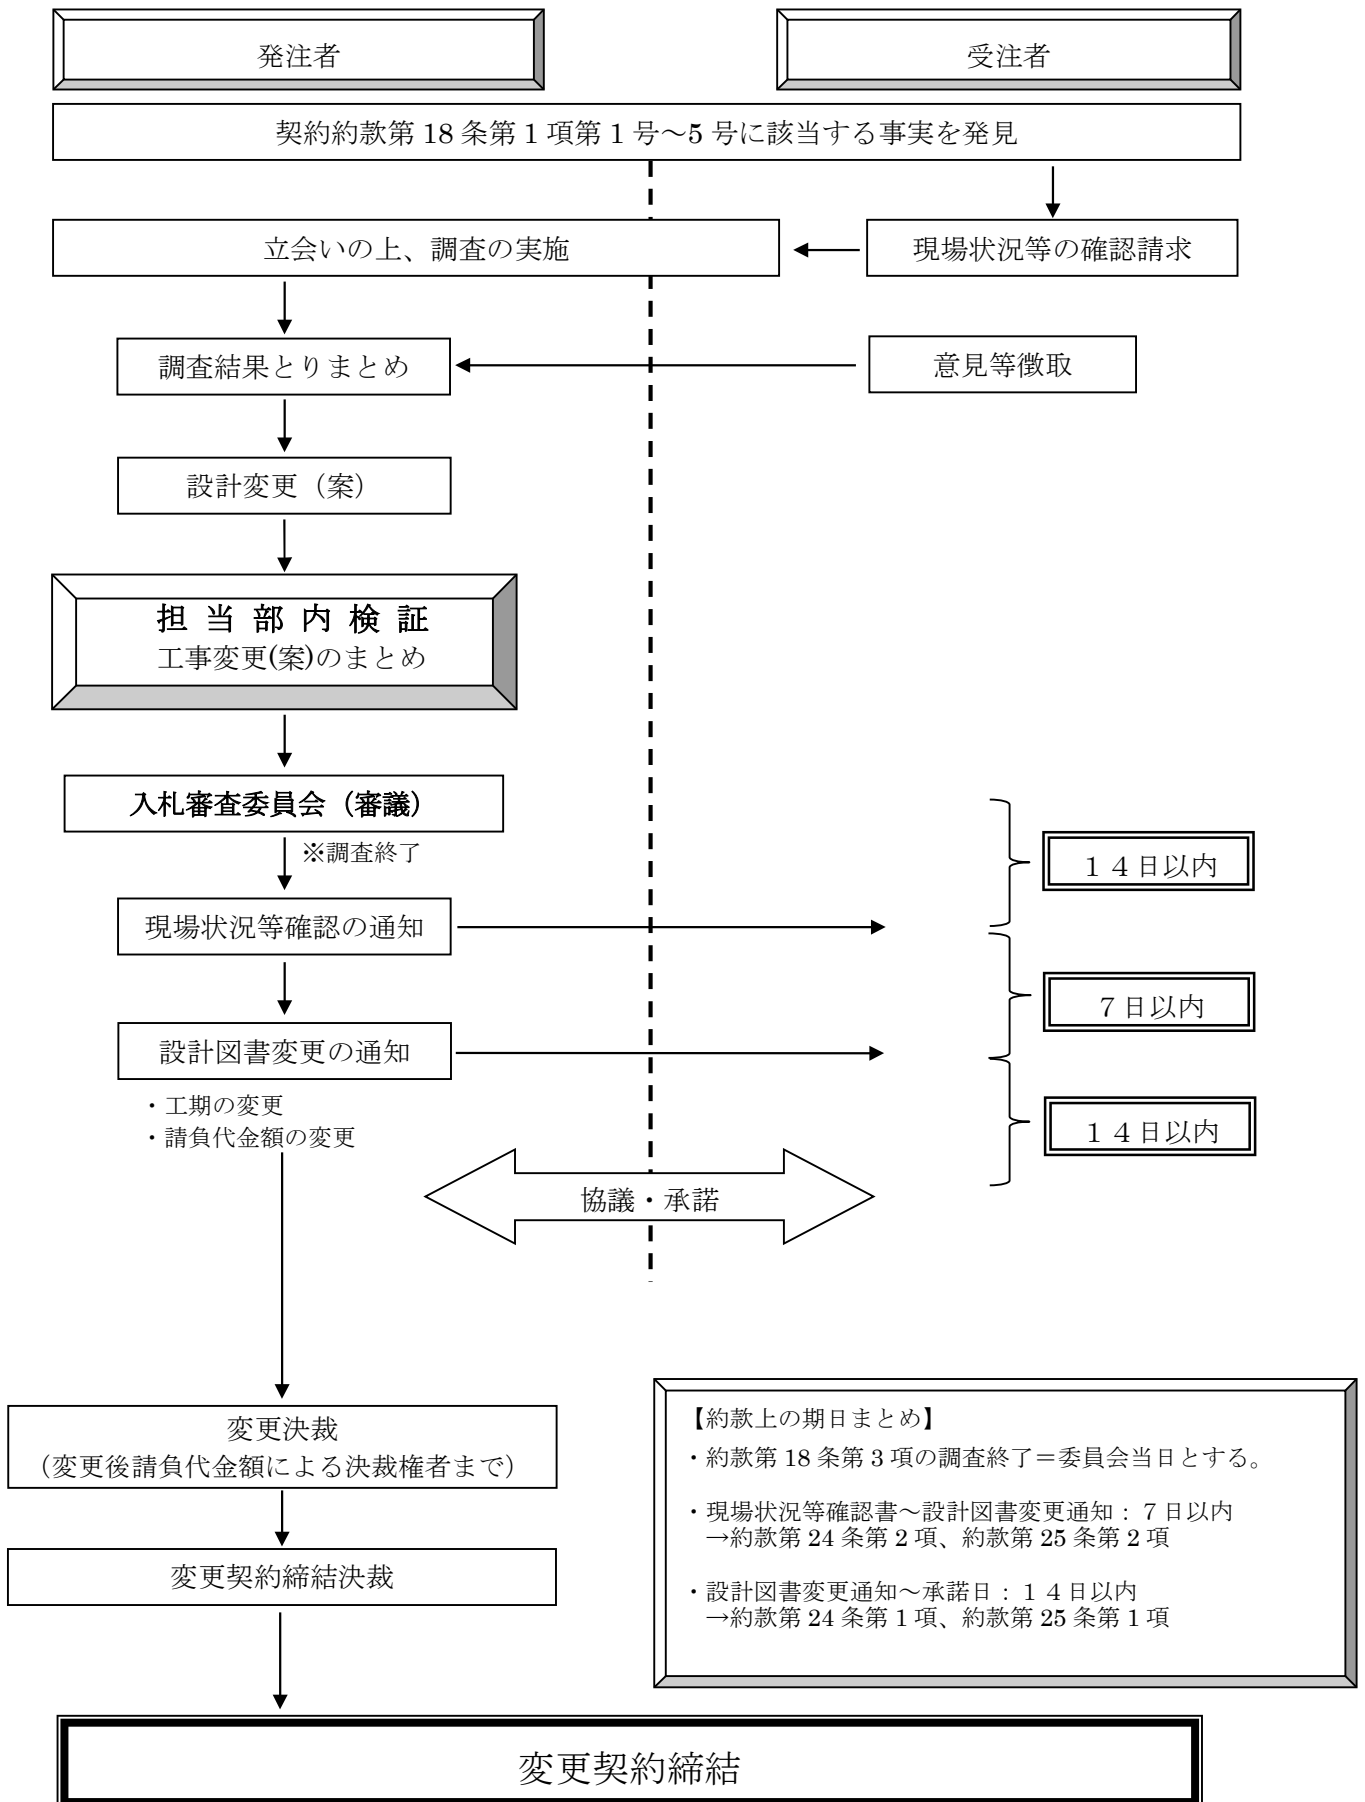 発注者
受注者
契約約款第 18 条第 1 項第 1 号～5 号に該当する事実を発見
立会いの上、調査の実施
現場状況等の確認請求
調査結果とりまとめ
意見等徴取
設計変更（案）
担 当 部 内 検 証
工事変更(案)のまとめ
入札審査委員会（審議）
※調査終了
１４日以内
現場状況等確認の通知
７日以内
設計図書変更の通知
・工期の変更
・請負代金額の変更
１４日以内
協議・承諾
変更決裁
（変更後請負代金額による決裁権者まで）
変更契約締結決裁
【約款上の期日まとめ】
・約款第 18 条第 3 項の調査終了＝委員会当日とする。
・現場状況等確認書～設計図書変更通知：７日以内
→約款第 24 条第 2 項、約款第 25 条第 2 項
・設計図書変更通知～承諾日：１４日以内
→約款第 24 条第 1 項、約款第 25 条第 1 項
変更契約締結